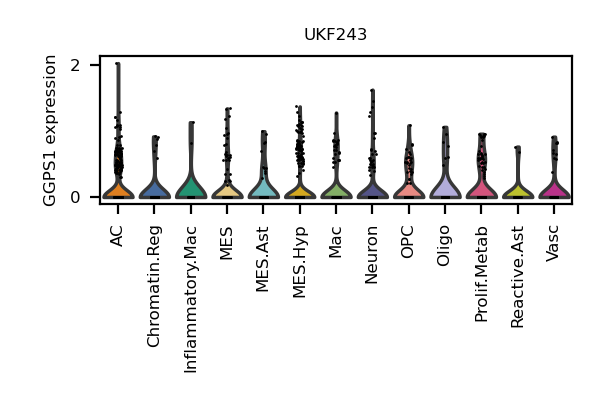 UKF243
GGPS1 expression
2
0
AC
Chromatin.Reg
Inflammatory.Mac
MES
MES.Ast
MES.Hyp
Mac
Neuron
OPC
Oligo
Prolif.Metab
Reactive.Ast
Vasc